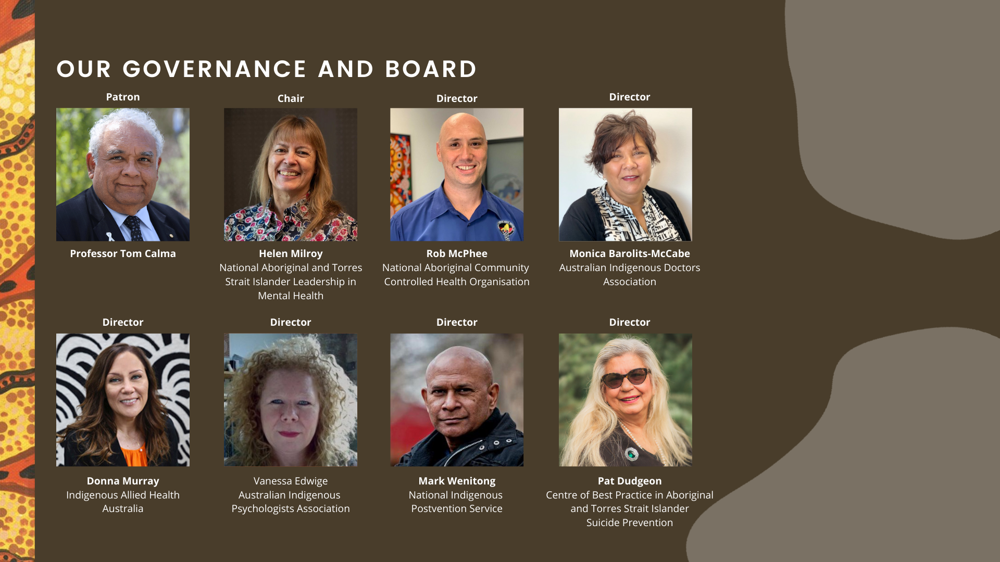 OUR GOVERNANCE AND BOARD
Patron
Chair
Director
Director
Professor Tom Calma
Helen Milroy
National Aboriginal and Torres
Strait Islander Leadership in
Mental Health
Rob McPhee
National Aboriginal Community
Controlled Health Organisation
Monica Barolits-McCabe
Australian Indigenous Doctors
Association
Director
Director
Director
Director
Donna Murray
Indigenous Allied Health
Australia
Vanessa Edwige
Australian Indigenous
Psychologists Association
Mark Wenitong
National Indigenous
Postvention Service
Pat Dudgeon
Centre of Best Practice in Aboriginal
and Torres Strait Islander
Suicide Prevention